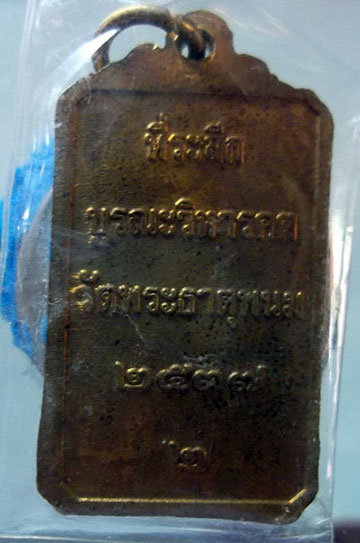 ที่ระลึก
บูรณะวิหารคด
วัดพระธาตุพนม
๒๕๓๗